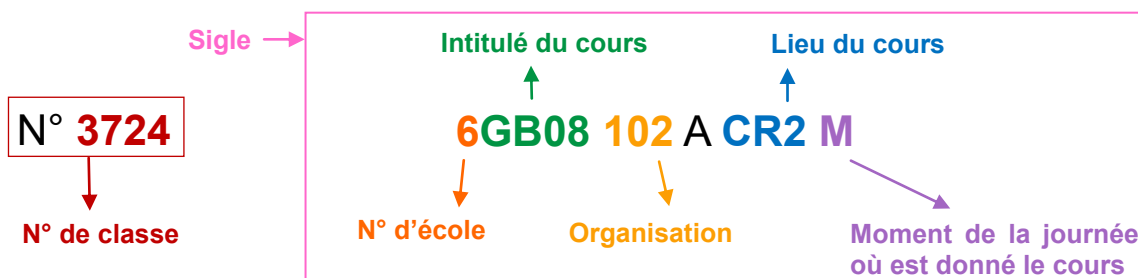 Sigle
Intitulé du cours
Lieu du cours
N° 3724
6GB08 102 A CR2 M
N° de classe
N° d'école
Organisation
Moment de la journée
où est donné le cours